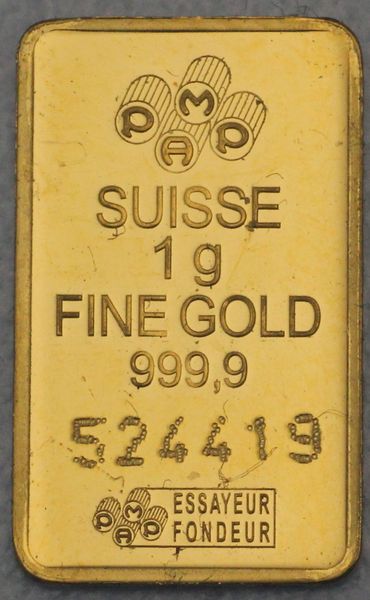 PAMP
SUISSE
1 g
FINE GOLD
999,9
524419
PAMP ESSAYEUR
FONDEUR